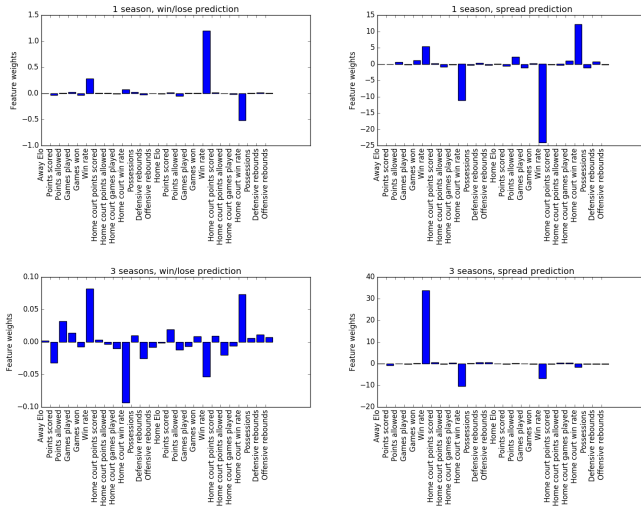 1 season, win/lose prediction
1.5
1.0
0.5
0.0
−0.5
−1.0
Feature weights
Away Elo
Points scored
Points allowed
Games played
Games won
Win rate
Home court points scored
Home court points allowed
Home court games played
Home court win rate
Possessions
Defensive rebounds
Offensive rebounds
Home Elo
Points scored
Points allowed
Games played
Games won
Win rate
Home court points scored
Home court points allowed
Home court games played
Home court win rate
Possessions
Defensive rebounds
Offensive rebounds
1 season, spread prediction
15
10
5
0
−5
−10
−15
−20
−25
Feature weights
Away Elo
Points scored
Points allowed
Games played
Games won
Win rate
Home court points scored
Home court points allowed
Home court games played
Home court win rate
Possessions
Defensive rebounds
Offensive rebounds
Home Elo
Points scored
Points allowed
Games played
Games won
Win rate
Home court points scored
Home court points allowed
Home court games played
Home court win rate
Possessions
Defensive rebounds
Offensive rebounds
3 seasons, win/lose prediction
0.10
0.05
0.00
−0.05
−0.10
Feature weights
Away Elo
Points scored
Points allowed
Games played
Games won
Win rate
Home court points scored
Home court points allowed
Home court games played
Home court win rate
Possessions
Defensive rebounds
Offensive rebounds
Home Elo
Points scored
Points allowed
Games played
Games won
Win rate
Home court points scored
Home court points allowed
Home court games played
Home court win rate
Possessions
Defensive rebounds
Offensive rebounds
3 seasons, spread prediction
40
30
20
10
0
−10
−20
Feature weights
Away Elo
Points scored
Points allowed
Games played
Games won
Win rate
Home court points scored
Home court points allowed
Home court games played
Home court win rate
Possessions
Defensive rebounds
Offensive rebounds
Home Elo
Points scored
Points allowed
Games played
Games won
Win rate
Home court points scored
Home court points allowed
Home court games played
Home court win rate
Possessions
Defensive rebounds
Offensive rebounds